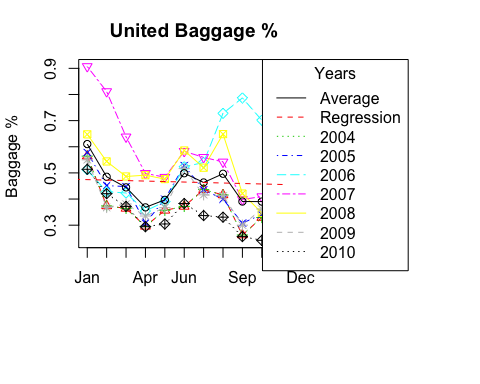 United Baggage %
Baggage %
0.9
0.7
0.5
0.3
Jan Apr Jun Sep Dec
Years
Average
Regression
2004
2005
2006
2007
2008
2009
2010